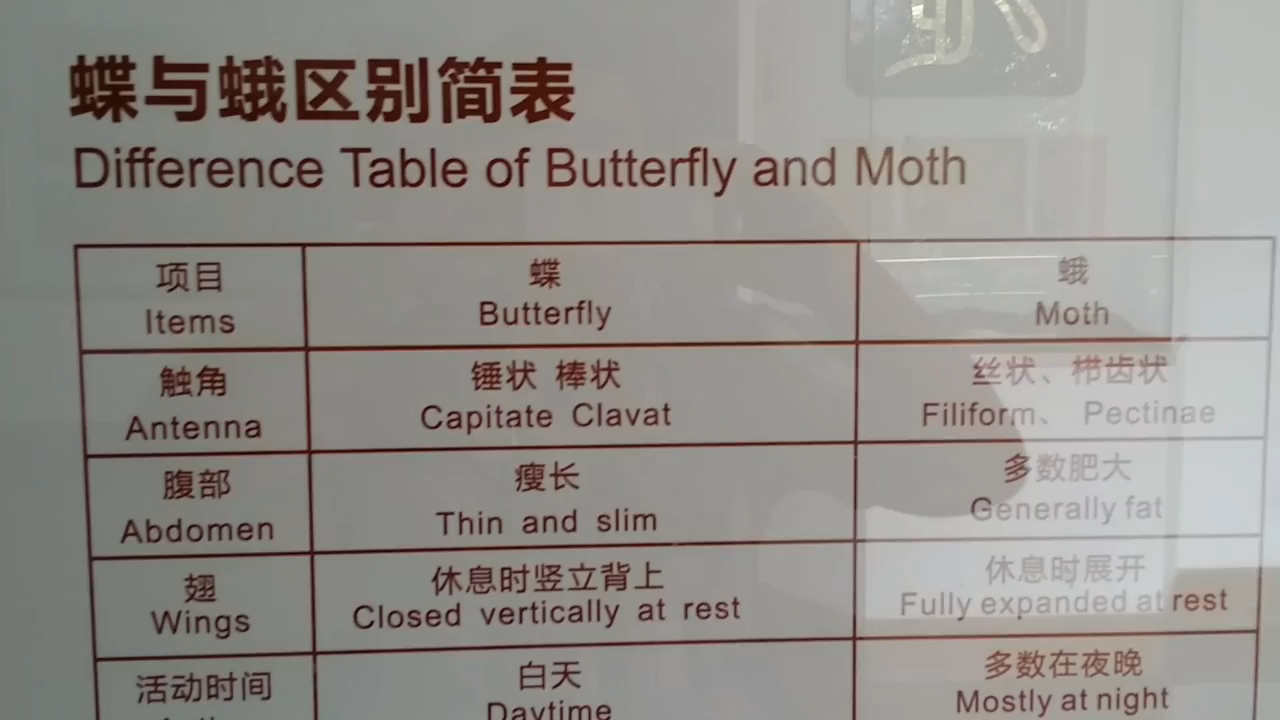 蝶与蛾区别简表
Difference Table of Butterfly and Moth
项目
Items
蝶
Butterfly
蛾
Moth
触角
Antenna
锤状 棒状
Capitate Clavat
丝状、栉齿状
Filiform、 Pectinae
腹部
Abdomen
瘦长
Thin and slim
多数肥大
Generally fat
翅
Wings
休息时竖立背上
Closed vertically at rest
休息时展开
Fully expanded at rest
活动时间
白天
Daytime
多数在夜晚
Mostly at night